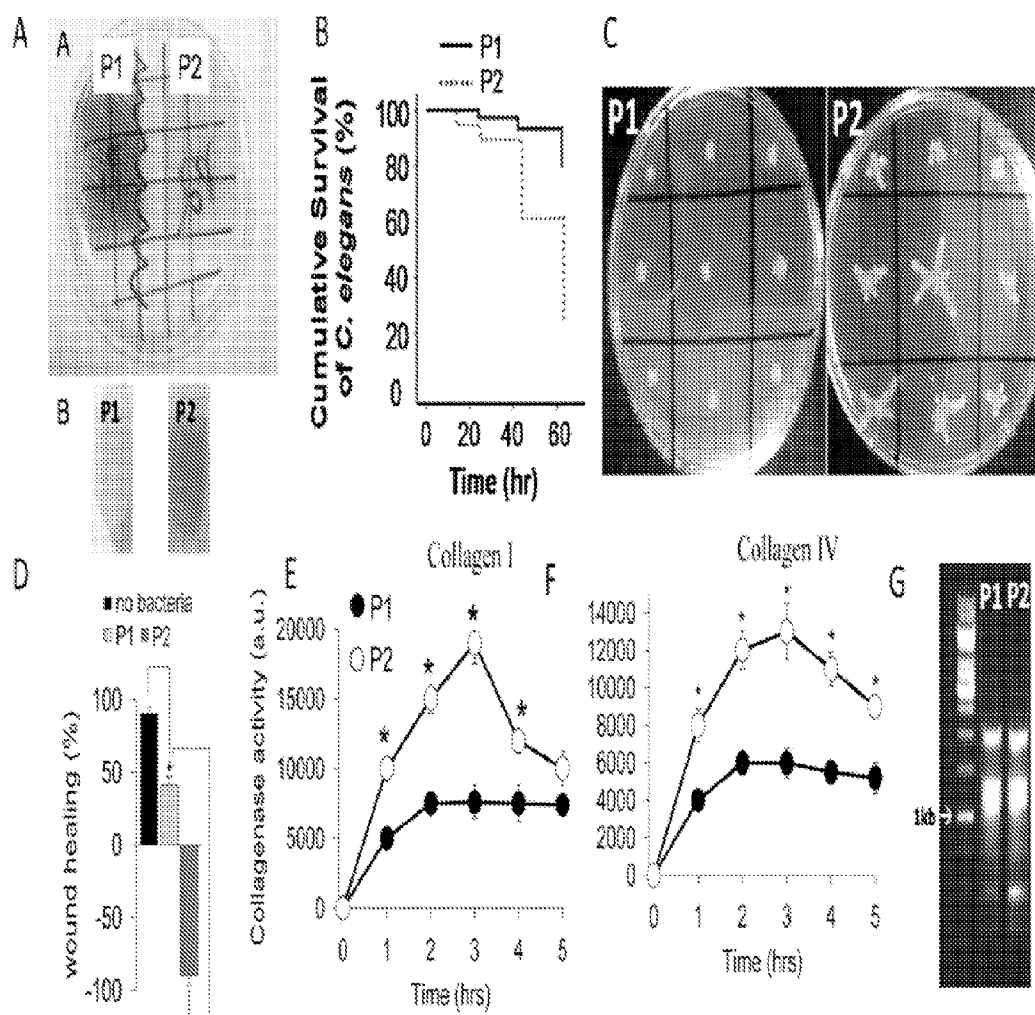 A
A
P1
P2
B
P1
P2
B
P1
P2
Cumulative Survival
of C. elegans (%)
100
80
60
40
20
0
0 20 40 60
Time (hr)
C
P1
P2
D
no bacteria
P1 P2
wound healing (%)
100
50
0
-50
-100
*
E
Collagen I
P1
P2
Collagenase activity (a.u.)
20000
15000
10000
5000
0
* * * *
0 1 2 3 4 5
Time (hrs)
F
Collagen IV
14000
12000
10000
8000
6000
4000
2000
0
* * * * *
0 1 2 3 4 5
Time (hrs)
G
P1 P2
1kb→